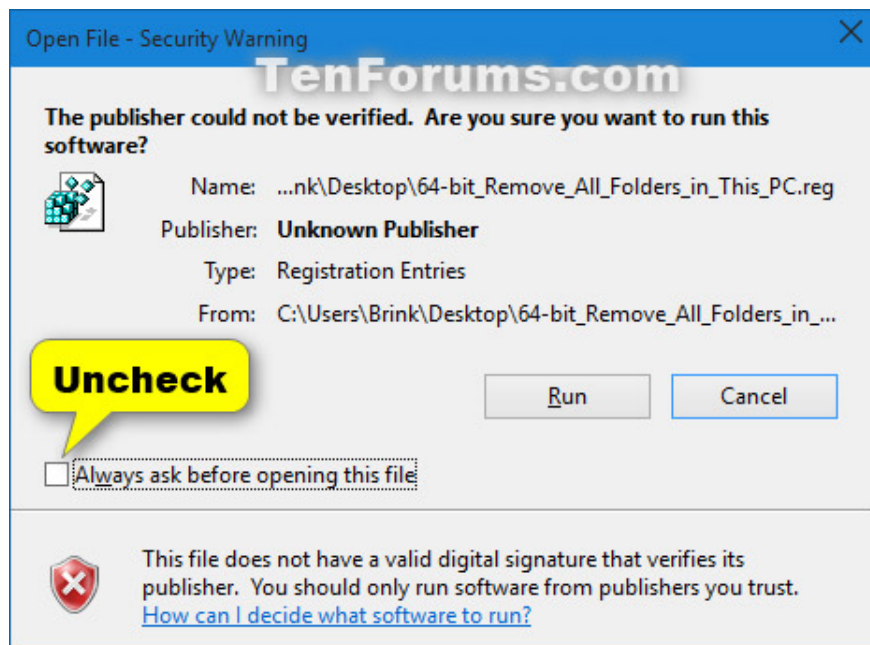 Open File - Security Warning
TenForums.com
The publisher could not be verified.  Are you sure you want to run this
software?
Name: ...nk\Desktop\64-bit_Remove_All_Folders_in_This_PC.reg
Publisher: Unknown Publisher
Type: Registration Entries
From: C:\Users\Brink\Desktop\64-bit_Remove_All_Folders_in_...
Uncheck
Run Cancel
Always ask before opening this file
This file does not have a valid digital signature that verifies its
publisher.  You should only run software from publishers you trust.
How can I decide what software to run?